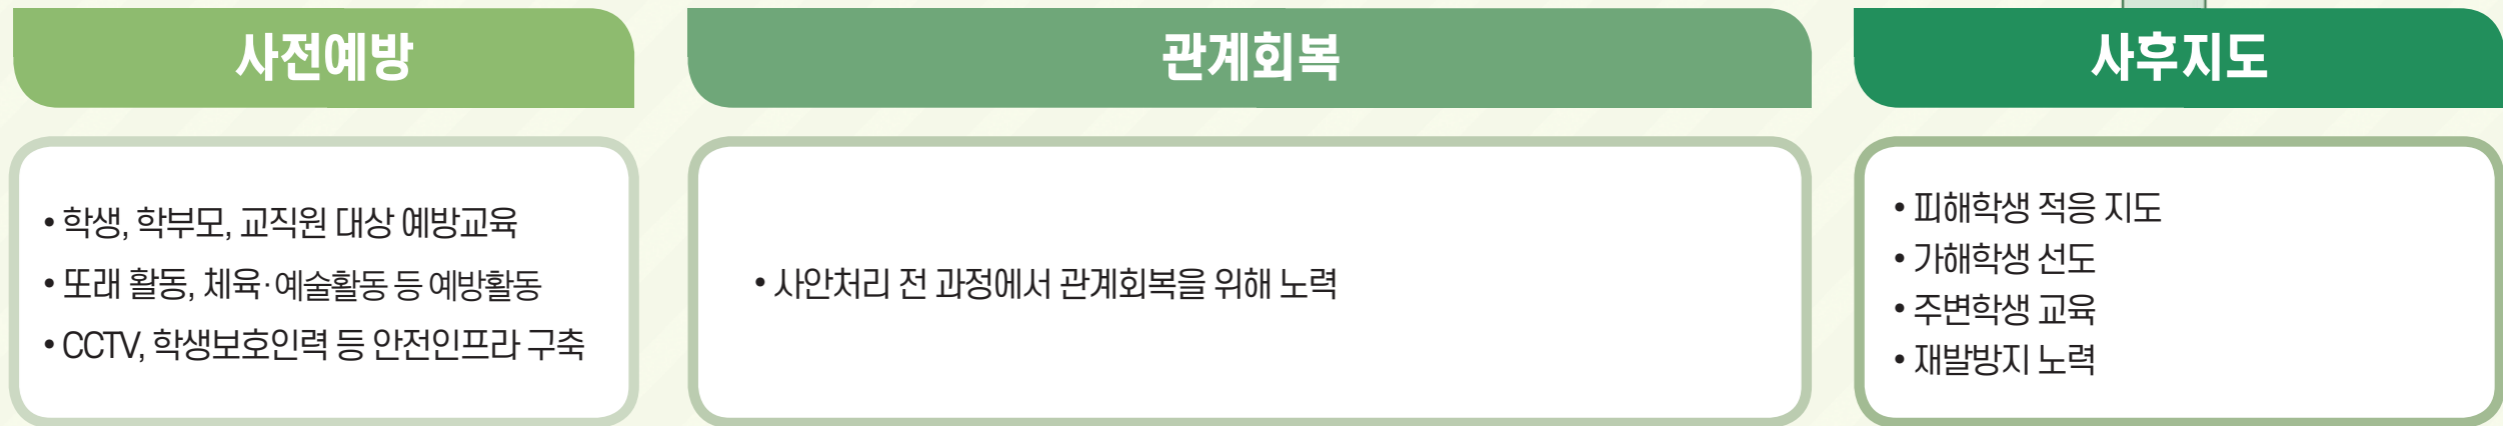 사전예방
• 학생, 학부모, 교직원 대상 예방교육
• 또래 활동, 체육·예술활동 등 예방활동
• CCTV, 학생보호인력 등 안전인프라 구축
관계회복
• 사안처리 전 과정에서 관계회복을 위해 노력
사후지도
• 피해학생 적응 지도
• 가해학생 선도
• 주변학생 교육
• 재발방지 노력